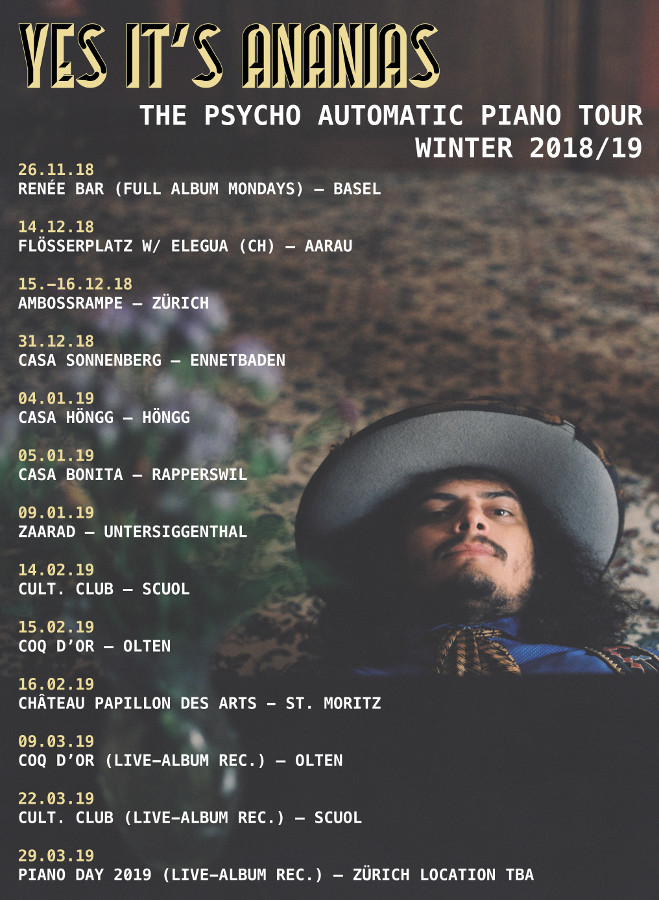 YES IT'S ANANIAS
THE PSYCHO AUTOMATIC PIANO TOUR
WINTER 2018/19
26.11.18
RENÉE BAR (FULL ALBUM MONDAYS) – BASEL
14.12.18
FLÖSSERPLATZ W/ ELEGUA (CH) – AARAU
15.–16.12.18
AMBOSSRAMPE – ZÜRICH
31.12.18
CASA SONNENBERG – ENNETBADEN
04.01.19
CASA HÖNGG – HÖNGG
05.01.19
CASA BONITA – RAPPERSWIL
09.01.19
ZAARAD – UNTERSIGGENTHAL
14.02.19
CULT. CLUB – SCUOL
15.02.19
COQ D’OR – OLTEN
16.02.19
CHÂTEAU PAPILLON DES ARTS – ST. MORITZ
09.03.19
COQ D’OR (LIVE–ALBUM REC.) – OLTEN
22.03.19
CULT. CLUB (LIVE–ALBUM REC.) – SCUOL
29.03.19
PIANO DAY 2019 (LIVE–ALBUM REC.) – ZÜRICH LOCATION TBA